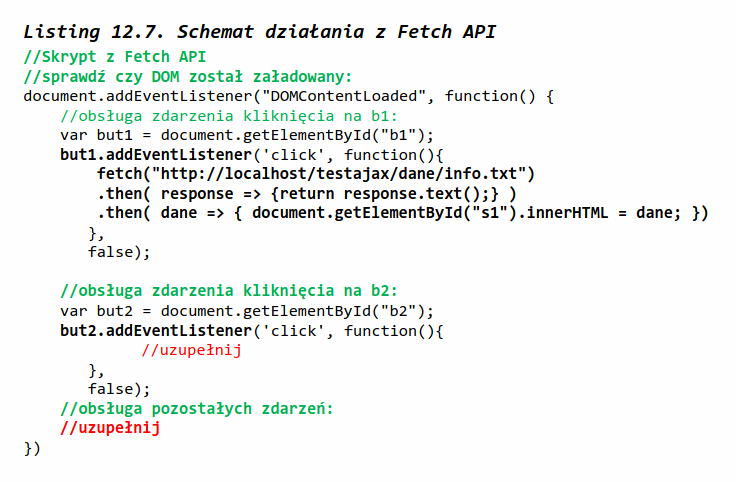 Listing 12.7. Schemat działania z Fetch API
//Skrypt z Fetch API
//sprawdź czy DOM został załadowany:
document.addEventListener("DOMContentLoaded", function() {
    //obsługa zdarzenia kliknięcia na b1:
    var but1 = document.getElementById("b1");
    but1.addEventListener('click', function(){
        fetch("http://localhost/testajax/dane/info.txt")
        .then( response => {return response.text();} )
        .then( dane => { document.getElementById("s1").innerHTML = dane; })
       },
       false);
    //obsługa zdarzenia kliknięcia na b2:
    var but2 = document.getElementById("b2");
    but2.addEventListener('click', function(){
             //uzupełnij
       },
       false);
    //obsługa pozostałych zdarzeń:
    //uzupełnij
})